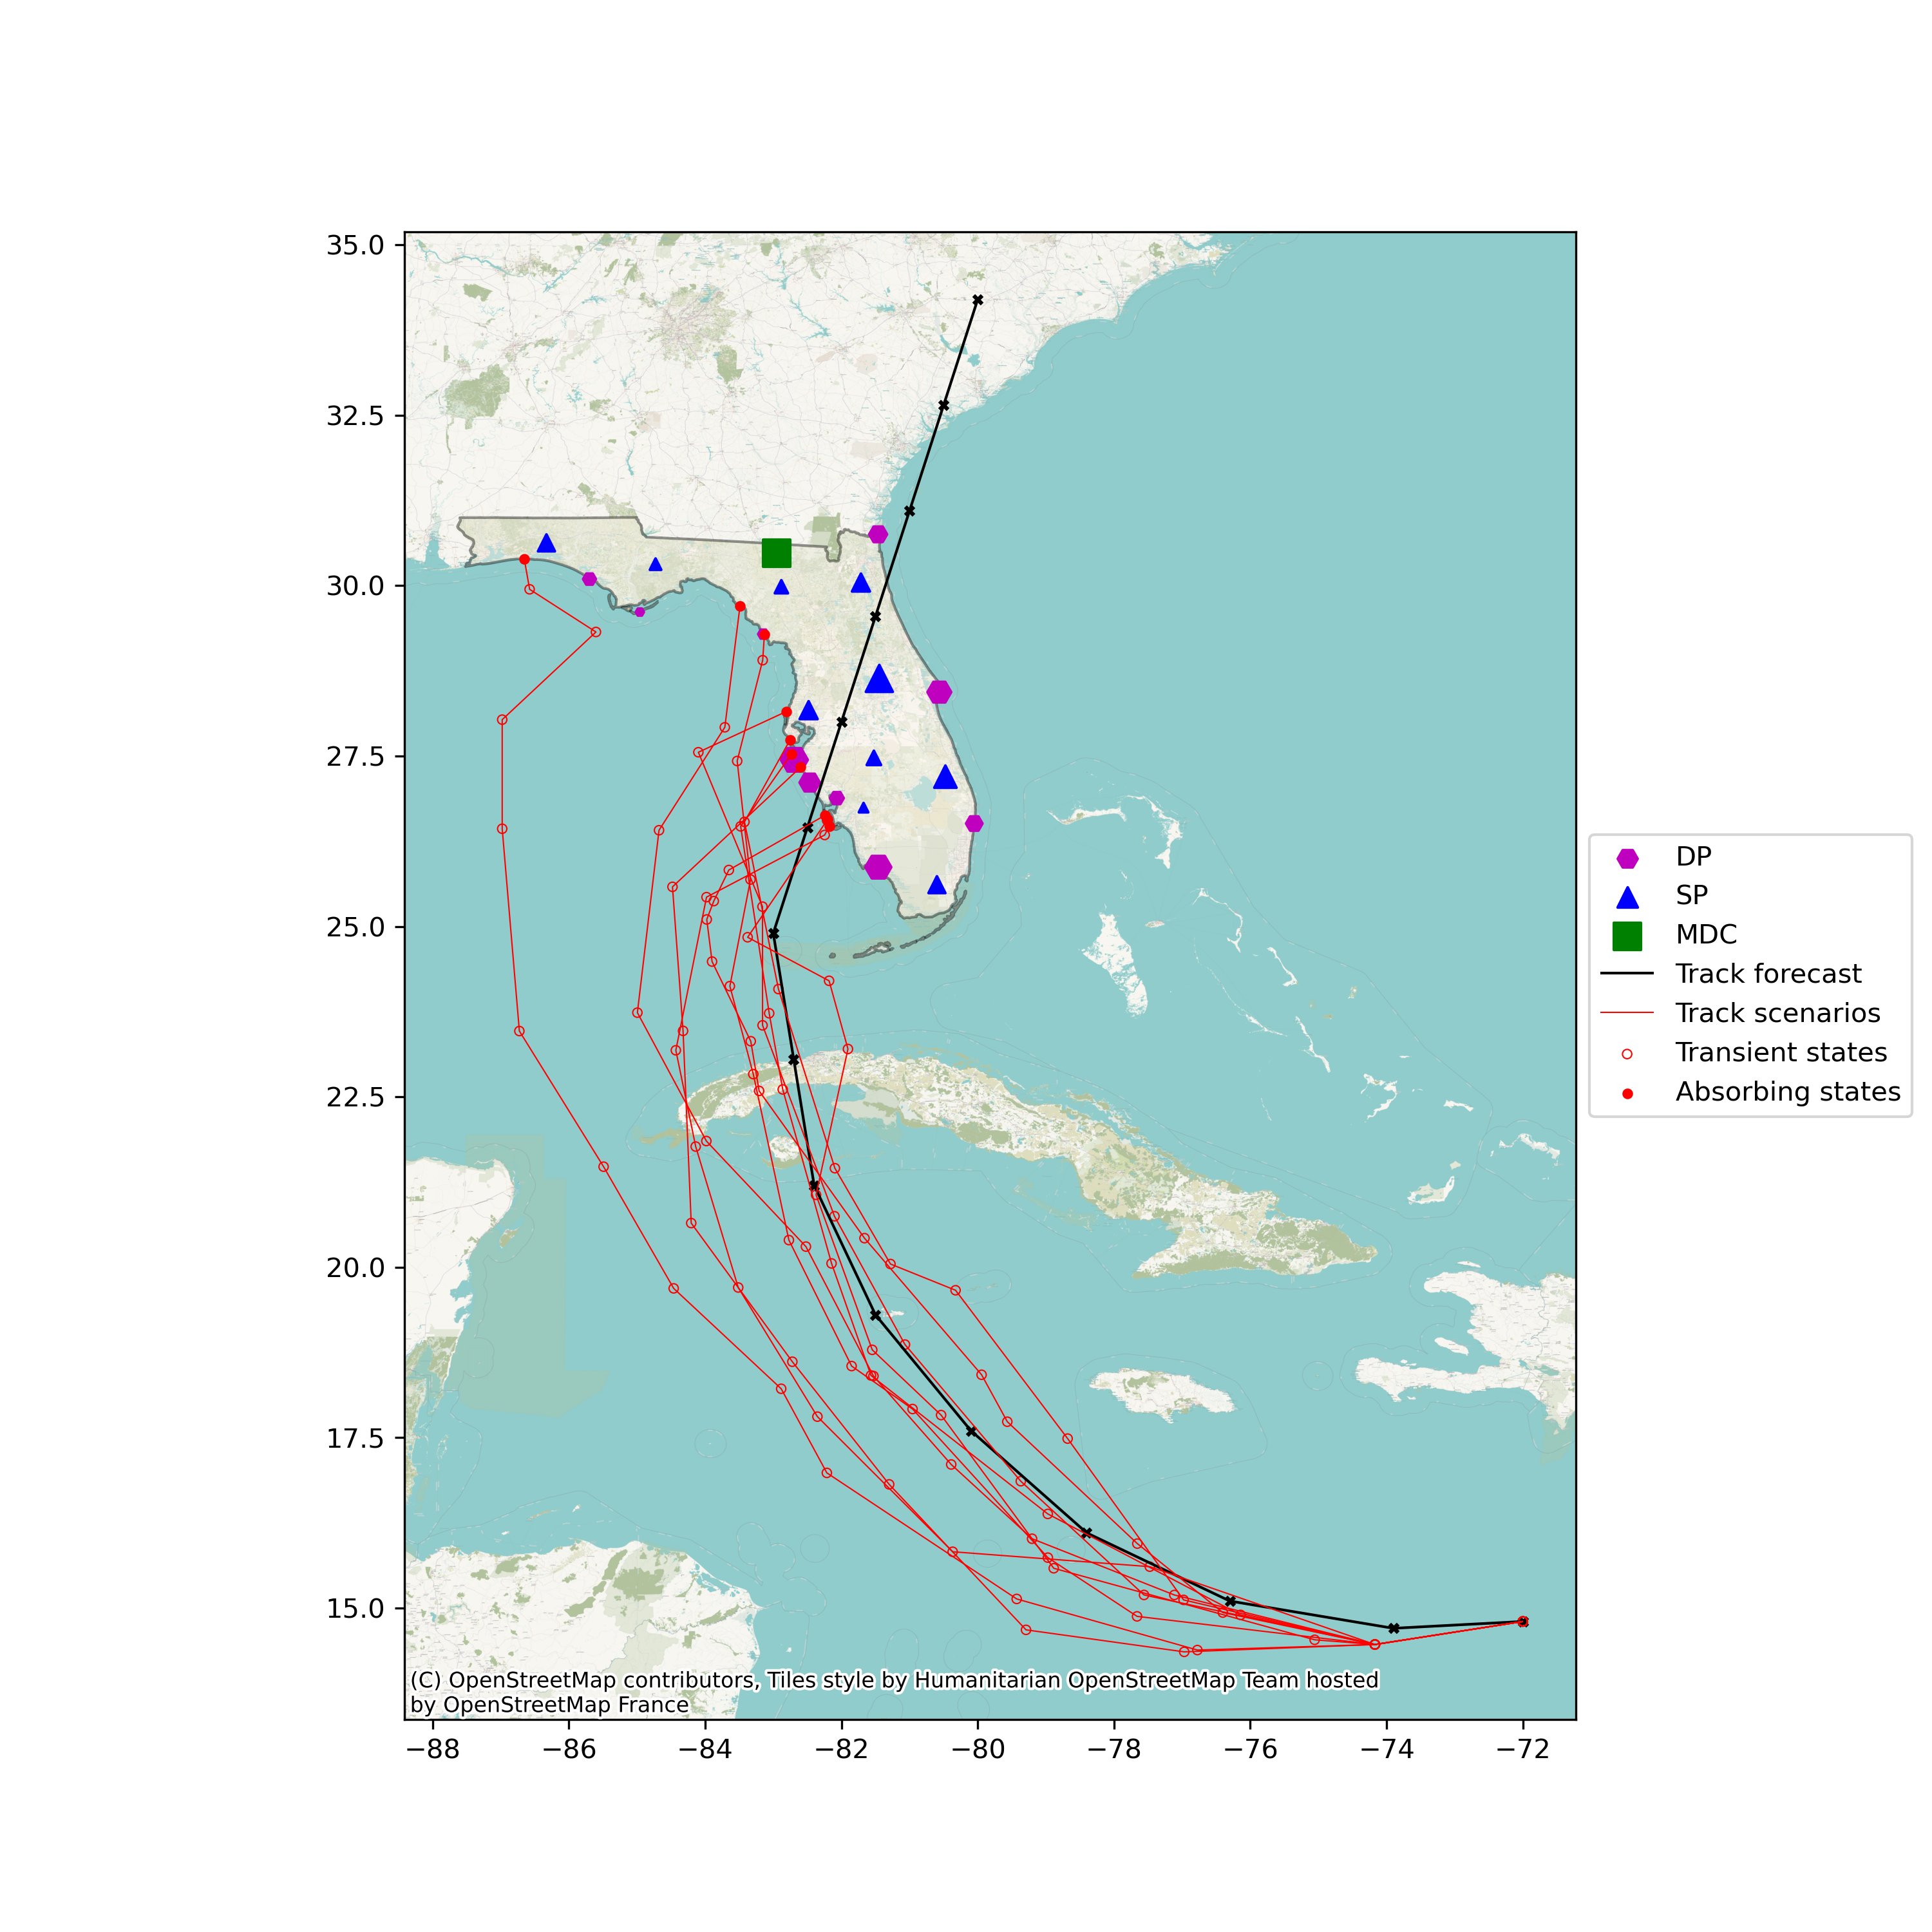 35.0
32.5
30.0
27.5
25.0
22.5
20.0
17.5
15.0
−88 −86 −84 −82 −80 −78 −76 −74 −72
(C) OpenStreetMap contributors, Tiles style by Humanitarian OpenStreetMap Team hosted
by OpenStreetMap France
DP
SP
MDC
Track forecast
Track scenarios
Transient states
Absorbing states